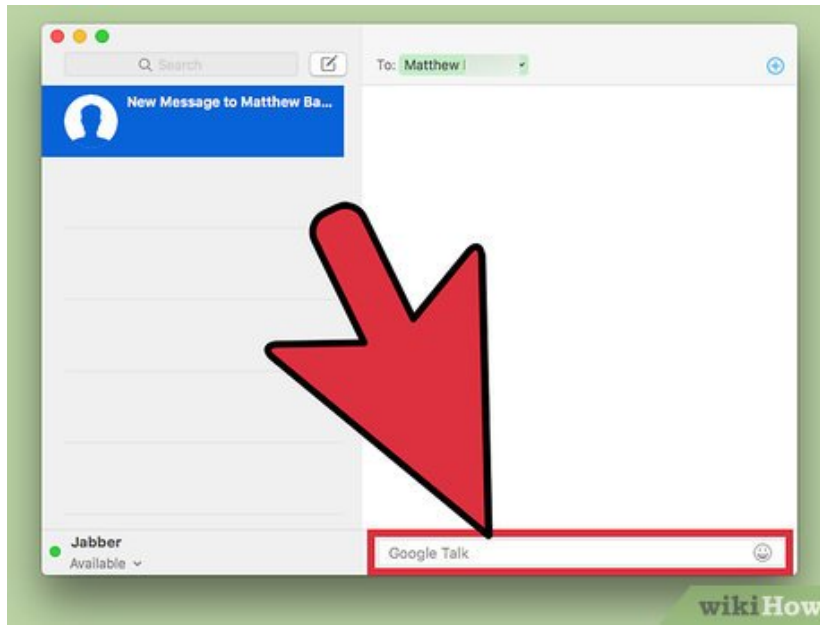 Search
New Message to Matthew Ba...
To: Matthew
Jabber
Available
Google Talk
wikiHow